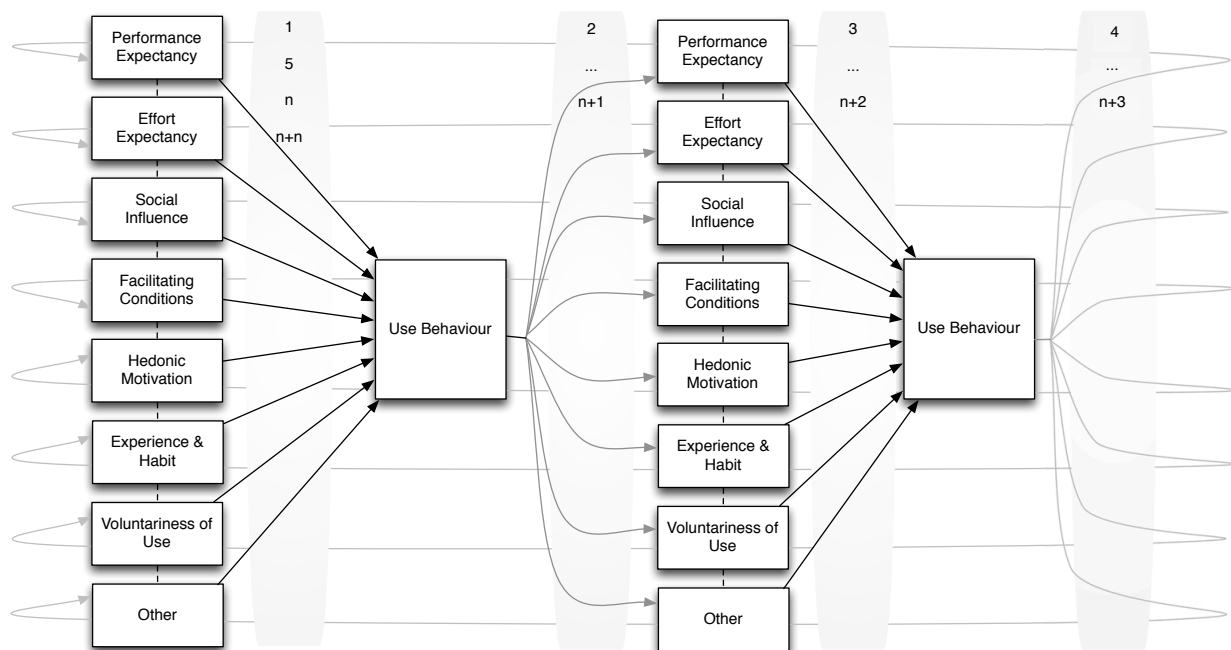 Performance
Expectancy
Effort
Expectancy
Social
Influence
Facilitating
Conditions
Hedonic
Motivation
Experience &
Habit
Voluntariness of
Use
Other
1
5
n
n+n
Use Behaviour
2
...
n+1
Performance
Expectancy
Effort
Expectancy
Social
Influence
Facilitating
Conditions
Hedonic
Motivation
Experience &
Habit
Voluntariness of
Use
Other
3
...
n+2
Use Behaviour
4
...
n+3